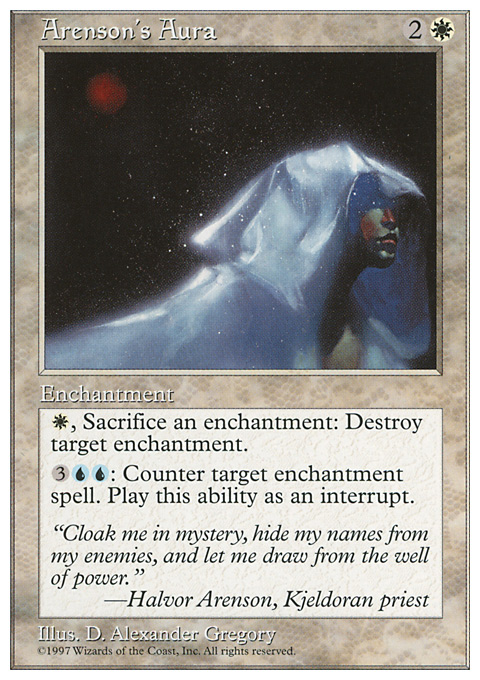 Arenson's Aura 2
Enchantment
, Sacrifice an enchantment: Destroy
target enchantment.
3: Counter target enchantment
spell. Play this ability as an interrupt.
“Cloak me in mystery, hide my names from
my enemies, and let me draw from the well
of power.”
—Halvor Arenson, Kjeldoran priest
Illus. D. Alexander Gregory
©1997 Wizards of the Coast, Inc. All rights reserved.